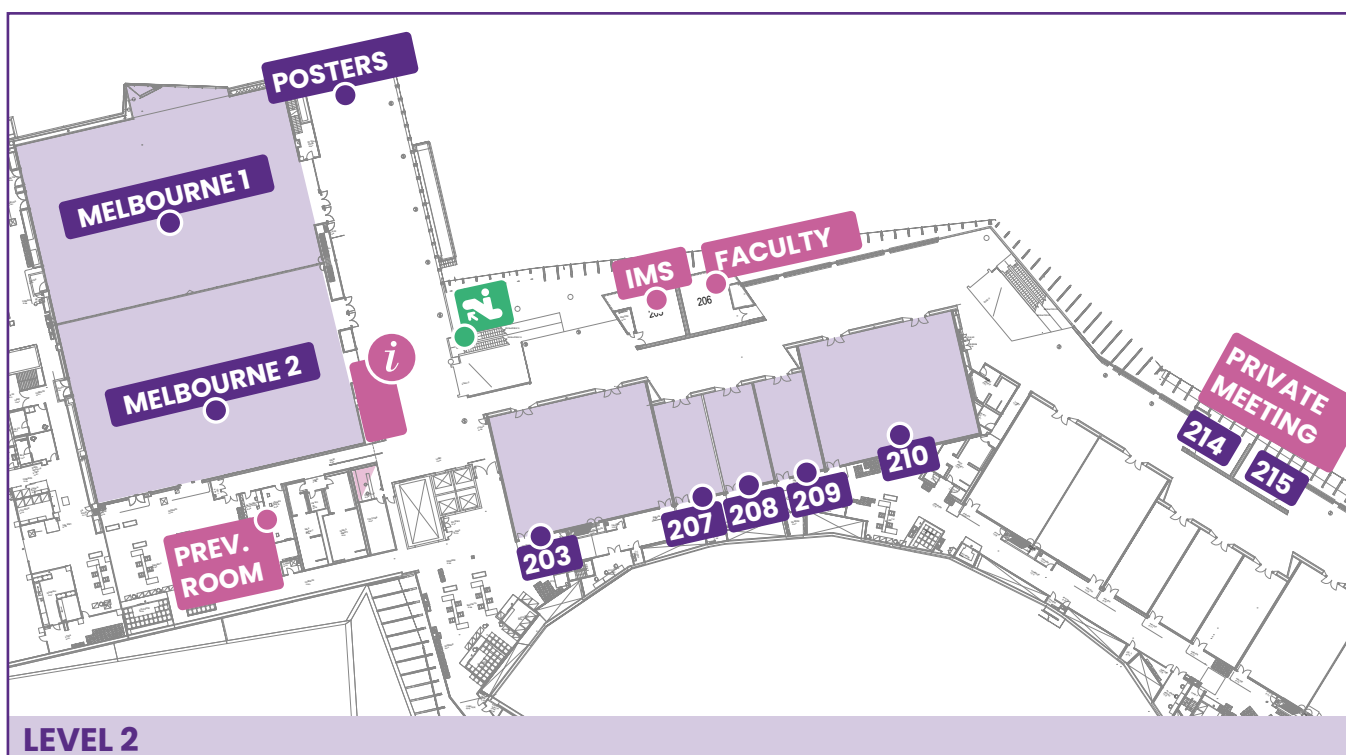 POSTERS
MELBOURNE 1
IMS
FACULTY
206
i
MELBOURNE 2
PRIVATE
MEETING
214
215
210
209
208
207
203
PREV.
ROOM
LEVEL 2